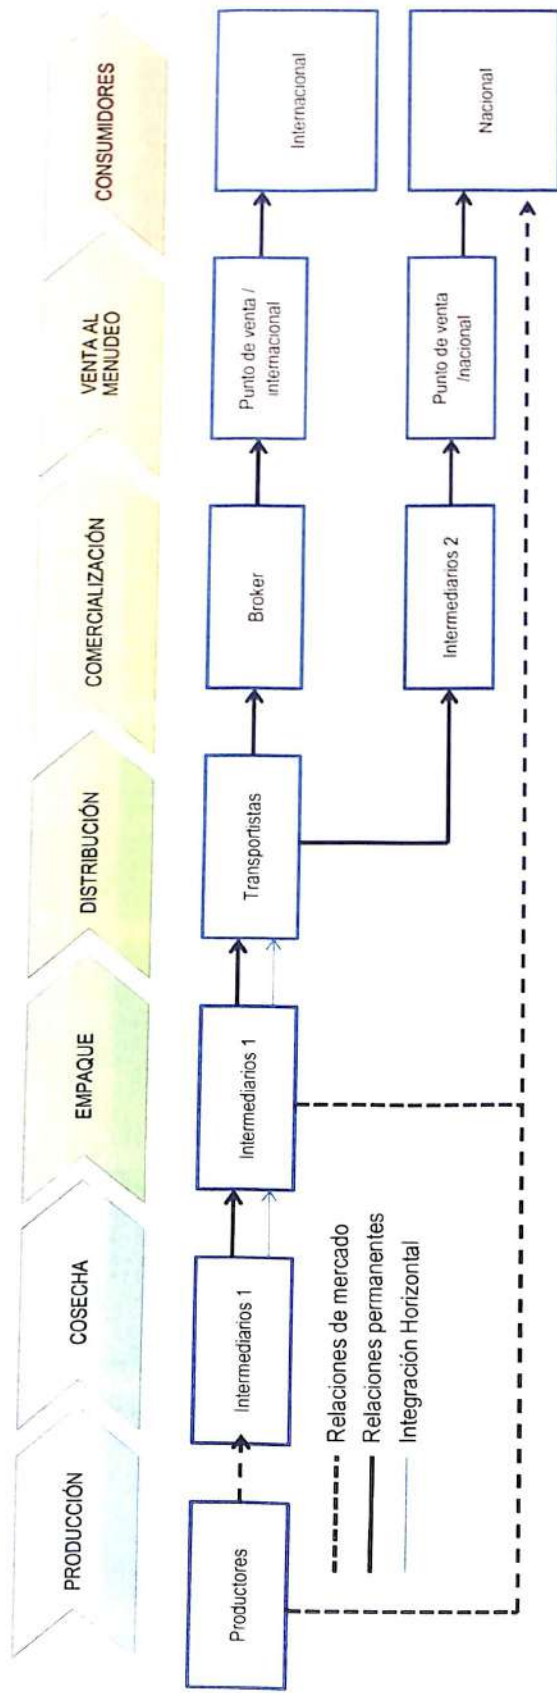 PRODUCCIÓN
COSECHA
EMPAQUE
DISTRIBUCIÓN
COMERCIALIZACIÓN
VENTA AL
MENUDEO
CONSUMIDORES
Productores
Intermediarios 1
Intermediarios 1
Transportistas
Broker
Punto de venta /
internacional
Internacional
Intermediarios 2
Punto de venta
/nacional
Nacional
Relaciones de mercado
Relaciones permanentes
Integración Horizontal